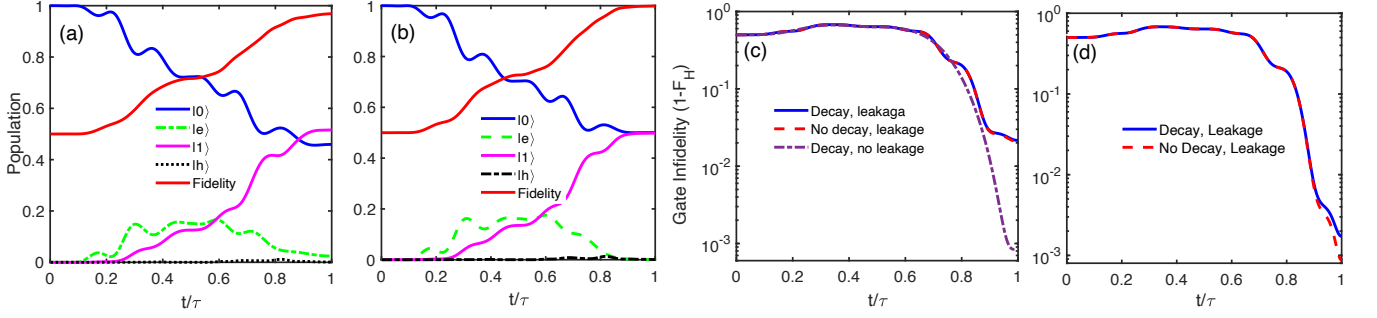 (a)
Population
1
0.8
0.6
0.4
0.2
0
|0⟩
|e⟩
|1⟩
|h⟩
Fidelity
0
0.2
0.4
0.6
0.8
1
t/τ
(b)
1
0.8
0.6
0.4
0.2
0
|0⟩
|e⟩
|1⟩
|h⟩
Fidelity
0
0.2
0.4
0.6
0.8
1
t/τ
(c)
Gate Infidelity (1-F_H)
10^0
10^-1
10^-2
10^-3
Decay, leakaga
No decay, leakage
Decay, no leakage
0
0.2
0.4
0.6
0.8
1
t/τ
(d)
10^0
10^-1
10^-2
10^-3
Decay, Leakage
No Decay, Leakage
0
0.2
0.4
0.6
0.8
1
t/τ